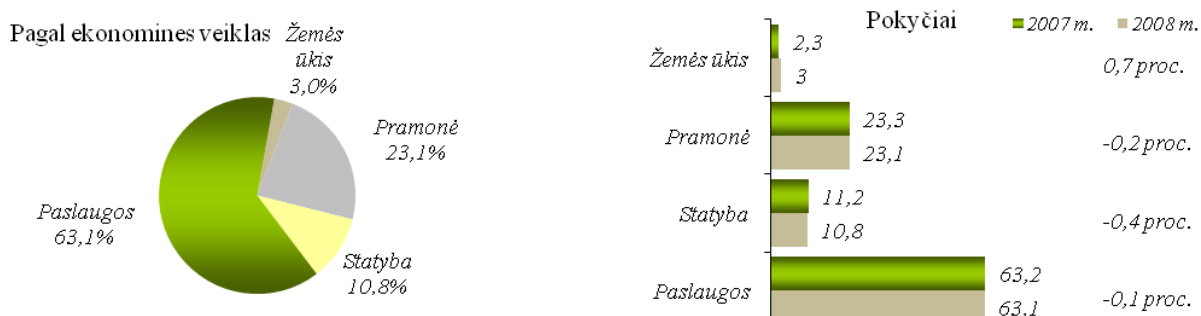 Pagal ekonomines veiklas
Žemės
ūkis
3,0%
Pramonė
23,1%
Paslaugos
63,1%
Statyba
10,8%
Pokyčiai
2007 m.
2008 m.
Žemės ūkis
2,3
3
0,7 proc.
Pramonė
23,3
23,1
-0,2 proc.
Statyba
11,2
10,8
-0,4 proc.
Paslaugos
63,2
63,1
-0,1 proc.